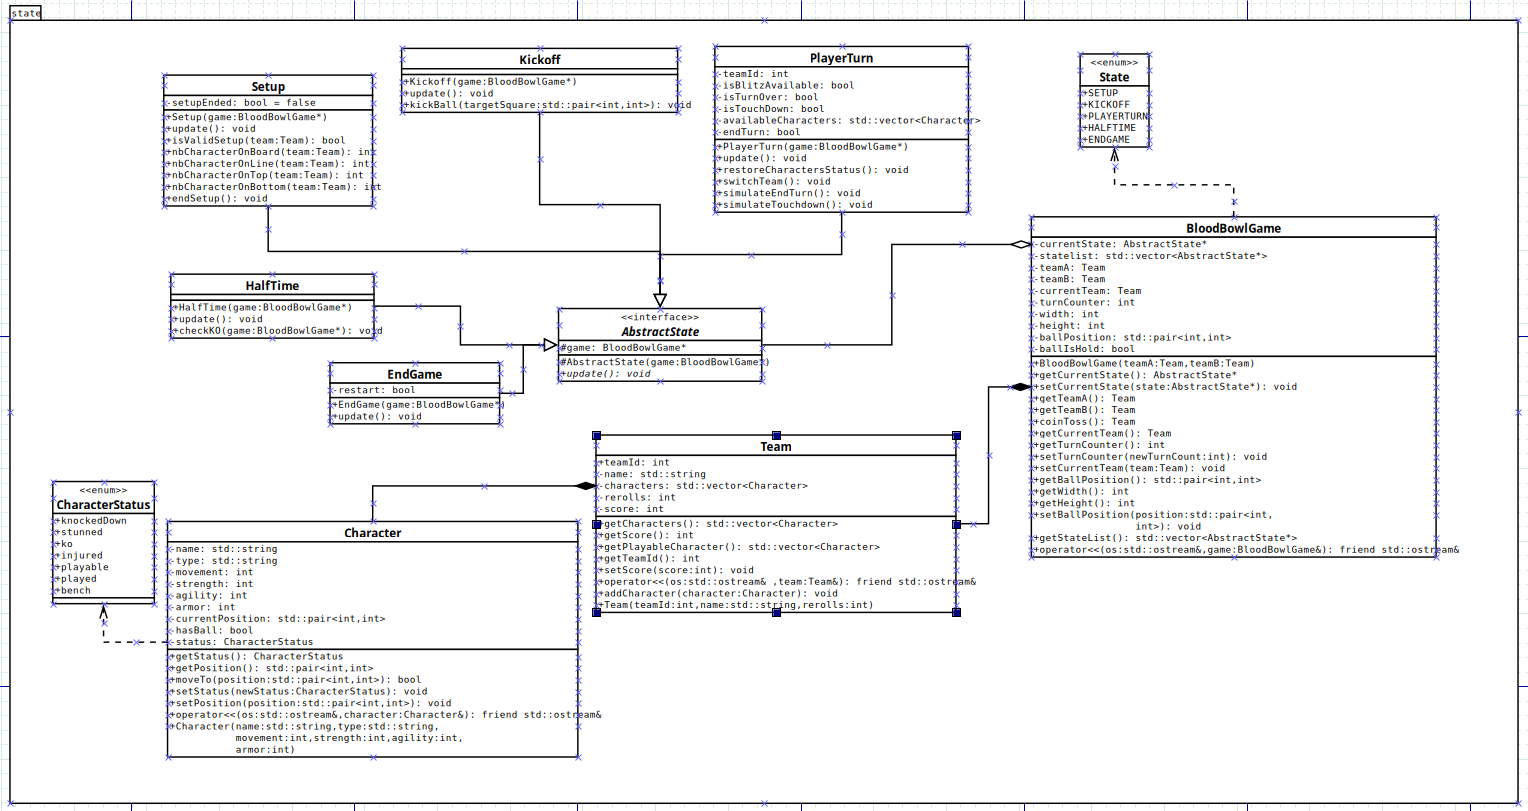 state
Setup
-setupEnded: bool = false
+Setup(game:BloodBowlGame*)
+update(): void
+isValidSetup(team:Team): bool
+nbCharacterOnBoard(team:Team): int
+nbCharacterOnLine(team:Team): int
+nbCharacterOnTop(team:Team): int
+nbCharacterOnBottom(team:Team): int
+endSetup(): void
Kickoff
+Kickoff(game:BloodBowlGame*)
+update(): void
+kickBall(targetSquare:std::pair<int,int>): void
PlayerTurn
-teamId: int
-isBlitzAvailable: bool
-isTurnOver: bool
-isTouchDown: bool
-availableCharacters: std::vector<Character>
-endTurn: bool
+PlayerTurn(game:BloodBowlGame*)
+update(): void
+restoreCharactersStatus(): void
+switchTeam(): void
+simulateEndTurn(): void
+simulateTouchdown(): void
<<enum>>
State
+SETUP
+KICKOFF
+PLAYERTURN
+HALFTIME
+ENDGAME
BloodBowlGame
-currentState: AbstractState*
-statelist: std::vector<AbstractState*>
-teamA: Team
-teamB: Team
-currentTeam: Team
-turnCounter: int
-width: int
-height: int
-ballPosition: std::pair<int,int>
-ballIsHold: bool
+BloodBowlGame(teamA:Team,teamB:Team)
+getCurrentState(): AbstractState*
+setCurrentState(state:AbstractState*): void
+getTeamA(): Team
+getTeamB(): Team
+coinToss(): Team
+getCurrentTeam(): Team
+getTurnCounter(): int
+setTurnCounter(newTurnCount:int): void
+setCurrentTeam(team:Team): void
+getBallPosition(): std::pair<int,int>
+getWidth(): int
+getHeight(): int
+setBallPosition(position:std::pair<int,
int>): void
+getStateList(): std::vector<AbstractState*>
+operator<<(os:std::ostream&,game:BloodBowlGame&): friend std::ostream&
HalfTime
+HalfTime(game:BloodBowlGame*)
+update(): void
+checkKO(game:BloodBowlGame*): void
<<interface>>
AbstractState
#game: BloodBowlGame*
#AbstractState(game:BloodBowlGame*)
+update(): void
EndGame
-restart: bool
+EndGame(game:BloodBowlGame*)
+update(): void
Team
+teamId: int
-name: std::string
-characters: std::vector<Character>
-rerolls: int
-score: int
+getCharacters(): std::vector<Character>
+getScore(): int
+getPlayableCharacter(): std::vector<Character>
+getTeamId(): int
+setScore(score:int): void
+operator<<(os:std::ostream& ,team:Team&): friend std::ostream&
+addCharacter(character:Character): void
+Team(teamId:int,name:std::string,rerolls:int)
<<enum>>
CharacterStatus
+knockedDown
+stunned
+ko
+injured
+playable
+played
+bench
Character
-name: std::string
-type: std::string
-movement: int
-strength: int
-agility: int
-armor: int
-currentPosition: std::pair<int,int>
-hasBall: bool
-status: CharacterStatus
+getStatus(): CharacterStatus
+getPosition(): std::pair<int,int>
+moveTo(position:std::pair<int,int>): bool
+setStatus(newStatus:CharacterStatus): void
+setPosition(position:std::pair<int,int>): void
+operator<<(os:std::ostream&,character:Character&): friend std::ostream&
+Character(name:std::string,type:std::string,
movement:int,strength:int,agility:int,
armor:int)